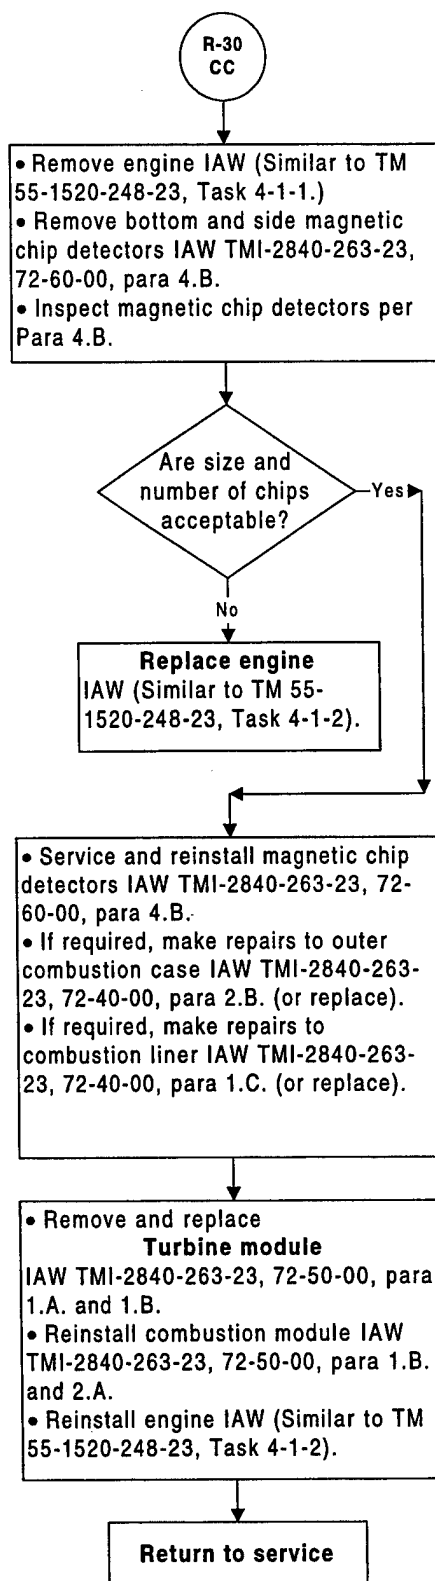 R-30
CC
• Remove engine IAW (Similar to TM
55-1520-248-23, Task 4-1-1.)
• Remove bottom and side magnetic
chip detectors IAW TMI-2840-263-23,
72-60-00, para 4.B.
• Inspect magnetic chip detectors per
Para 4.B.
Are size and
number of chips
acceptable?
Yes
No
Replace engine
IAW (Similar to TM 55-
1520-248-23, Task 4-1-2).
• Service and reinstall magnetic chip
detectors IAW TMI-2840-263-23, 72-
60-00, para 4.B.
• If required, make repairs to outer
combustion case IAW TMI-2840-263-
23, 72-40-00, para 2.B. (or replace).
• If required, make repairs to
combustion liner IAW TMI-2840-263-
23, 72-40-00, para 1.C. (or replace).
• Remove and replace
Turbine module
IAW TMI-2840-263-23, 72-50-00, para
1.A. and 1.B.
• Reinstall combustion module IAW
TMI-2840-263-23, 72-50-00, para 1.B.
and 2.A.
• Reinstall engine IAW (Similar to TM
55-1520-248-23, Task 4-1-2).
Return to service